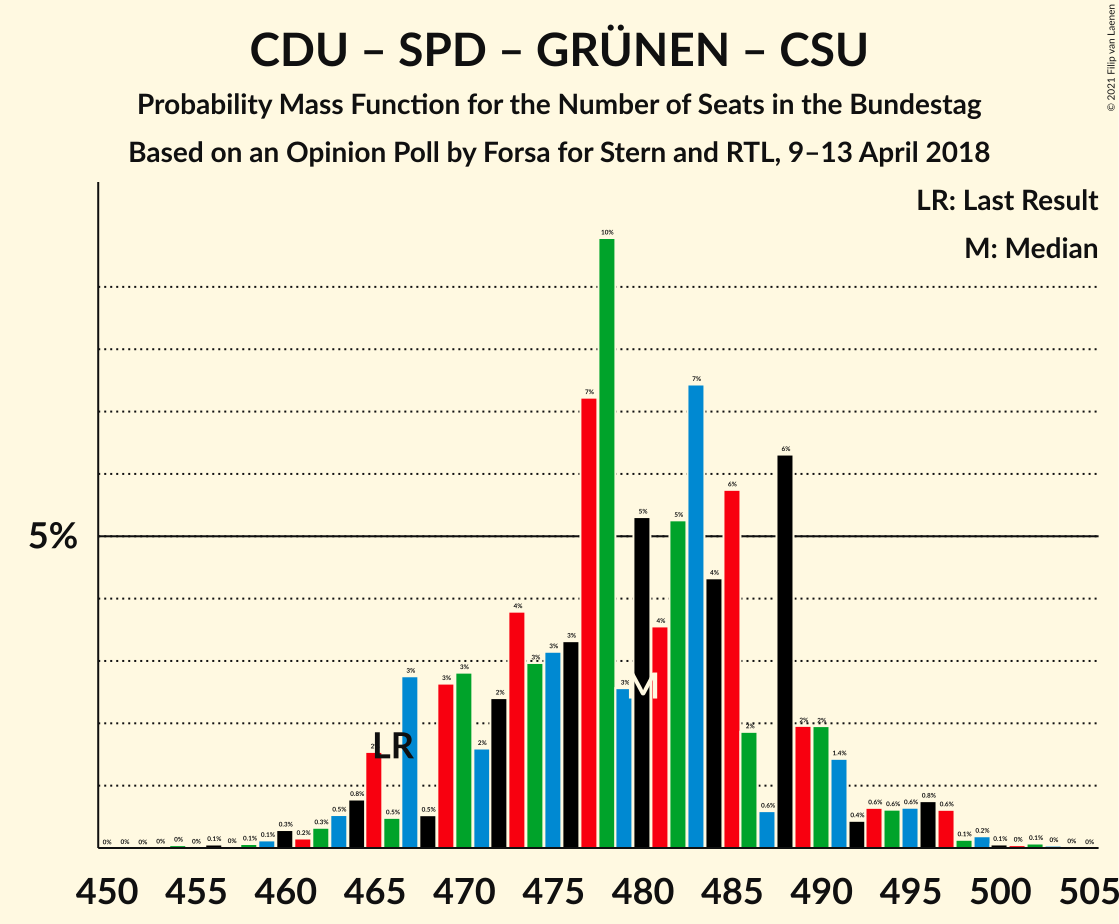 CDU – SPD – GRÜNEN – CSU
Probability Mass Function for the Number of Seats in the Bundestag
Based on an Opinion Poll by Forsa for Stern and RTL, 9–13 April 2018
© 2021 Filip van Laenen
LR: Last Result
M: Median
5%
0% 0% 0% 0% 0% 0% 0.1% 0% 0.1% 0.1% 0.3% 0.2% 0.3% 0.5% 0.8% 2% 0.5% 3% 0.5% 3% 3% 2% 2% 4% 3% 3% 3% 7% 10% 3% 5% 4% 5% 7% 4% 6% 2% 0.6% 6% 2% 2% 1.4% 0.4% 0.6% 0.6% 0.6% 0.8% 0.6% 0.1% 0.2% 0.1% 0% 0.1% 0% 0% 0%
LR
M
450 455 460 465 470 475 480 485 490 495 500 505